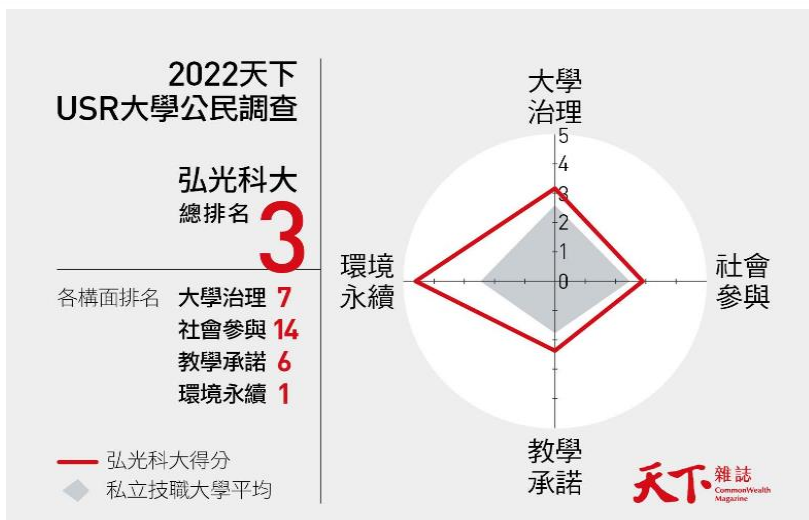 2022天下
USR大學公民調查
弘光科大
總排名 3
各構面排名 大學治理 7
社會參與 14
教學承諾 6
環境永續 1
弘光科大得分
私立技職大學平均
大學
治理
5
4
3
2
1
0
環境
永續
社會
參與
教學
承諾
天下雜誌
CommonWealth
Magazine